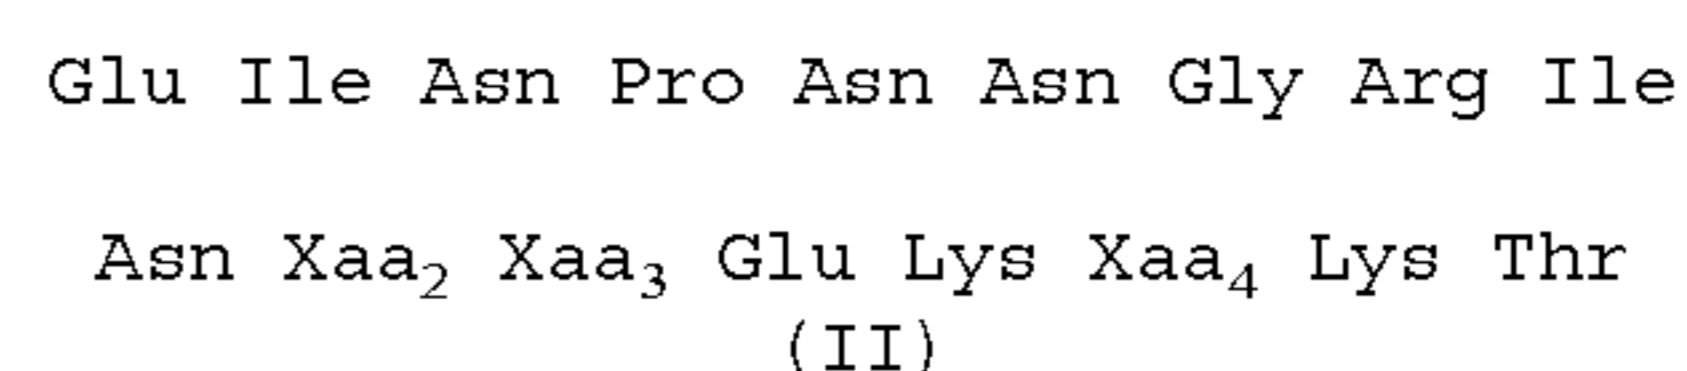 Glu Ile Asn Pro Asn Asn Gly Arg Ile
Asn Xaa₂ Xaa₃ Glu Lys Xaa₄ Lys Thr
(II)